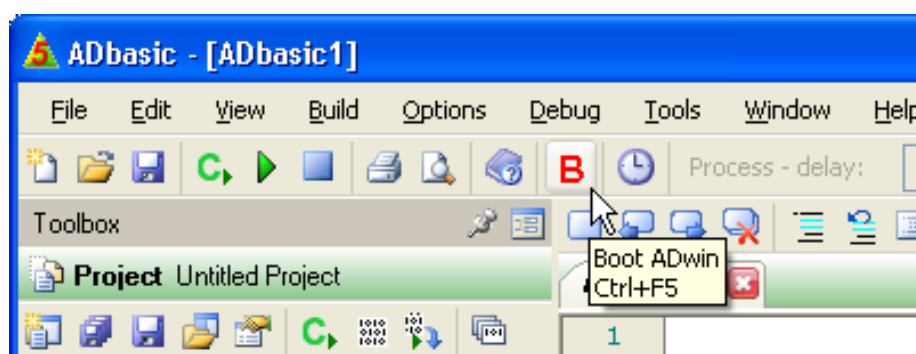 ADbasic - [ADbasic1]
File Edit View Build Options Debug Tools Window Help
C B Process - delay:
Toolbox
Boot ADwin
Project Untitled Project
Ctrl+F5
C
1